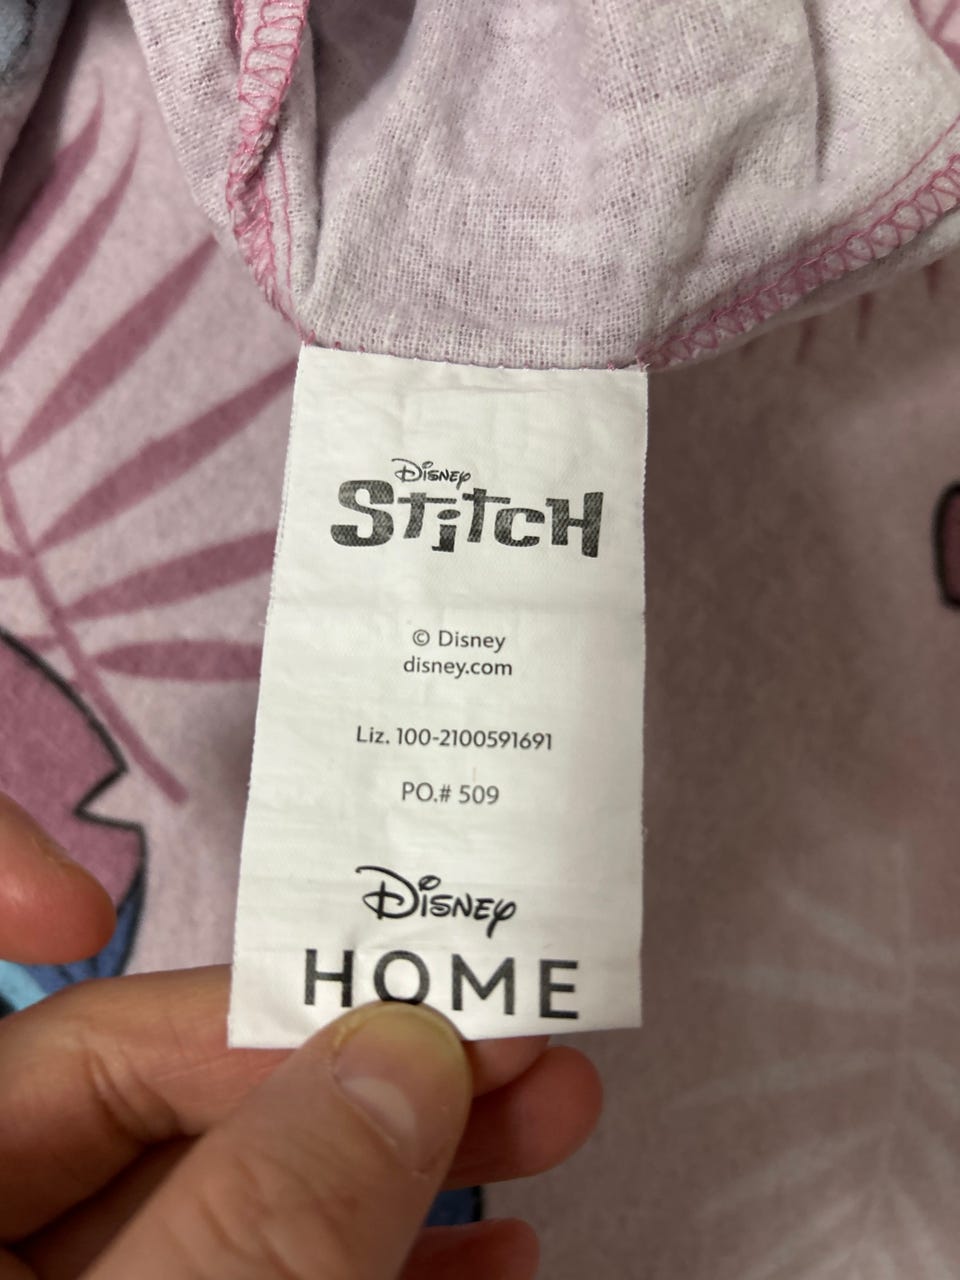 Disney
Stitch
© Disney
disney.com
Liz. 100-2100591691
PO.# 509
Disney
HOME